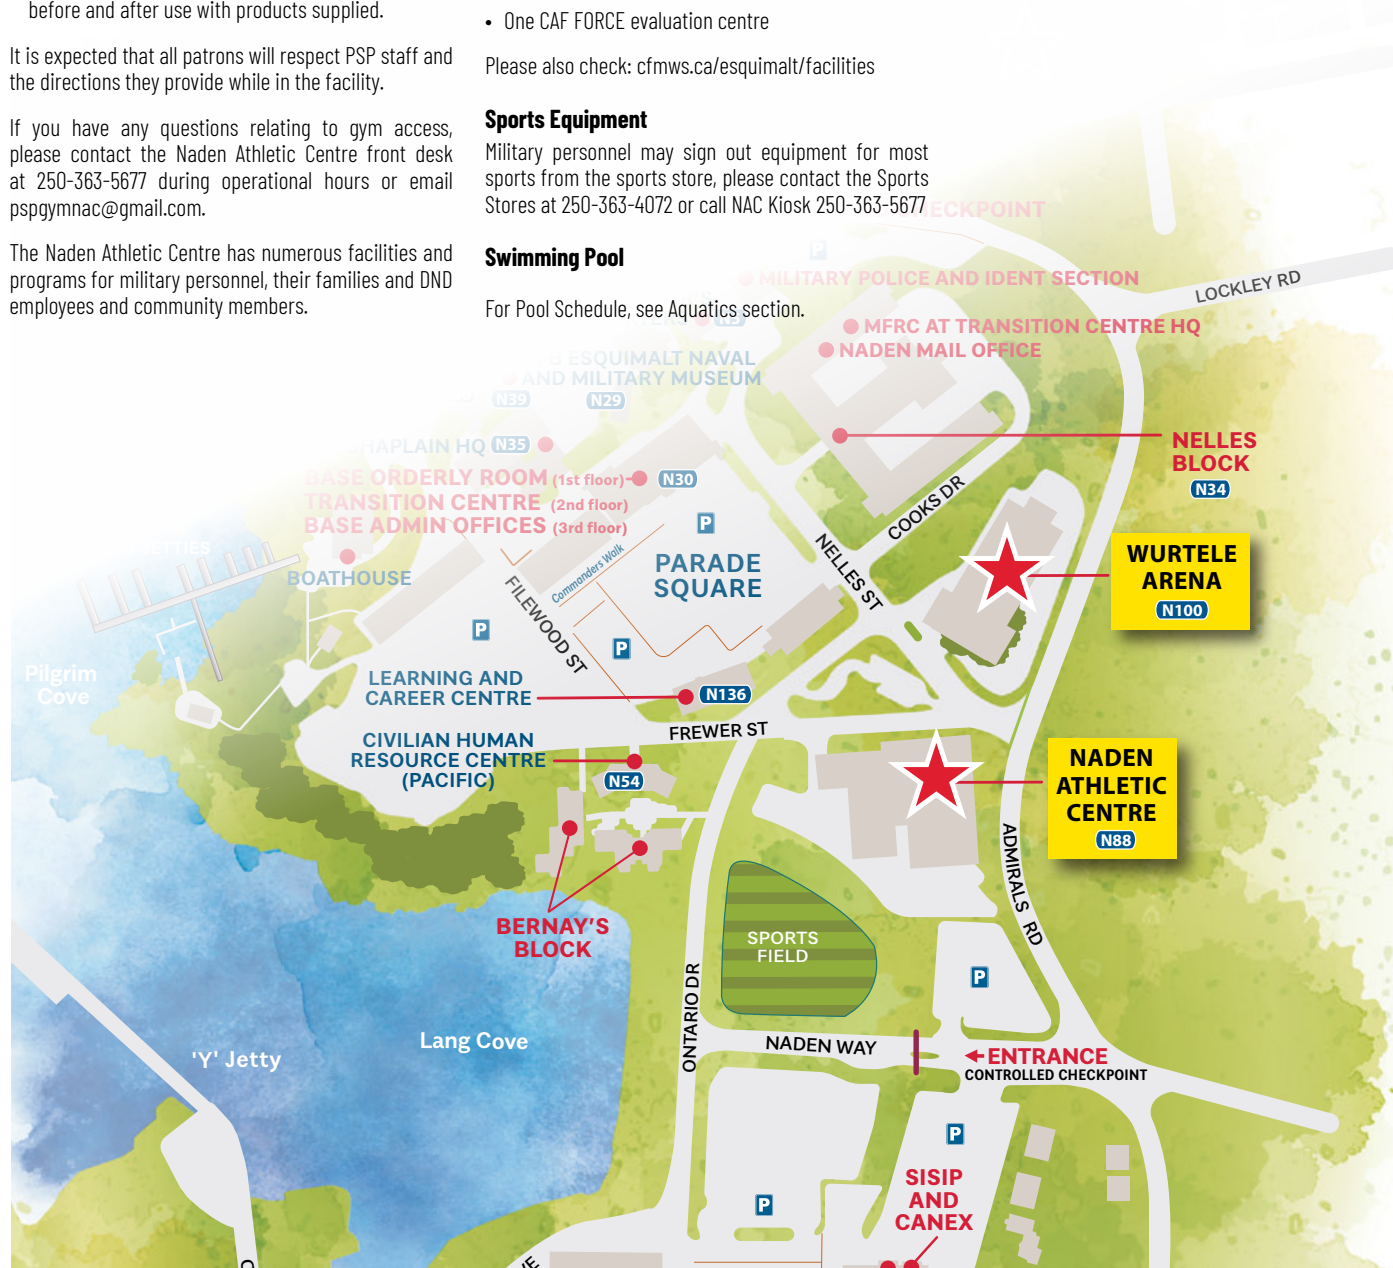 before and after use with products supplied.
It is expected that all patrons will respect PSP staff and
the directions they provide while in the facility.
If you have any questions relating to gym access,
please contact the Naden Athletic Centre front desk
at 250-363-5677 during operational hours or email
pspgymnac@gmail.com.
The Naden Athletic Centre has numerous facilities and
programs for military personnel, their families and DND
employees and community members.
• One CAF FORCE evaluation centre
Please also check: cfmws.ca/esquimalt/facilities
Sports Equipment
Military personnel may sign out equipment for most
sports from the sports store, please contact the Sports
Stores at 250-363-4072 or call NAC Kiosk 250-363-5677
Swimming Pool
For Pool Schedule, see Aquatics section.
CHECKPOINT
P
MILITARY POLICE AND IDENT SECTION
LOCKLEY RD
MFRC AT TRANSITION CENTRE HQ
NADEN MAIL OFFICE
ESQUIMALT NAVAL
AND MILITARY MUSEUM
N39
N29
CHAPLAIN HQ N35
NELLES
BLOCK
N34
BASE ORDERLY ROOM (1st floor)
N30
TRANSITION CENTRE (2nd floor)
BASE ADMIN OFFICES (3rd floor)
COOKS DR
P
JETTIES
BOATHOUSE
Commanders Walk
PARADE
SQUARE
NELLES ST
WURTELE
ARENA
N100
FILEWOOD ST
P
P
Pilgrim
Cove
LEARNING AND
CAREER CENTRE
N136
FREWER ST
CIVILIAN HUMAN
RESOURCE CENTRE
(PACIFIC)
N54
NADEN
ATHLETIC
CENTRE
N88
ADMIRALS RD
BERNAY'S
BLOCK
SPORTS
FIELD
P
ONTARIO DR
Lang Cove
'Y' Jetty
NADEN WAY
ENTRANCE
CONTROLLED CHECKPOINT
P
SISIP
AND
CANEX
P